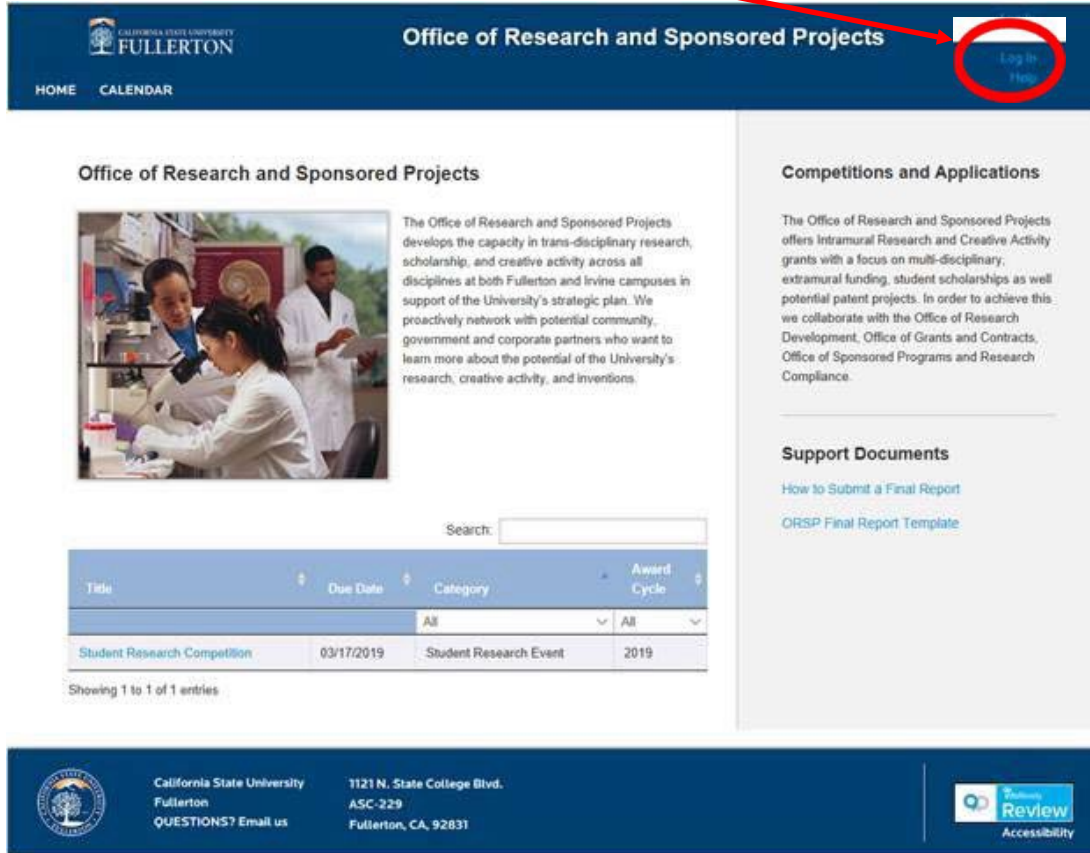 CALIFORNIA STATE UNIVERSITY
FULLERTON
Office of Research and Sponsored Projects
Log In
Help
HOME CALENDAR
Office of Research and Sponsored Projects
The Office of Research and Sponsored Projects
develops the capacity in trans-disciplinary research,
scholarship, and creative activity across all
disciplines at both Fullerton and Irvine campuses in
support of the University's strategic plan. We
proactively network with potential community,
government and corporate partners who want to
learn more about the potential of the University's
research, creative activity, and inventions.
Competitions and Applications
The Office of Research and Sponsored Projects
offers Intramural Research and Creative Activity
grants with a focus on multi-disciplinary,
extramural funding, student scholarships as well
potential patent projects. In order to achieve this
we collaborate with the Office of Research
Development, Office of Grants and Contracts,
Office of Sponsored Programs and Research
Compliance.
Support Documents
How to Submit a Final Report
ORSP Final Report Template
Search:
Title Due Date Category Award Cycle
All All
Student Research Competition 03/17/2019 Student Research Event 2019
Showing 1 to 1 of 1 entries
California State University
Fullerton
QUESTIONS? Email us
1121 N. State College Blvd.
ASC-229
Fullerton, CA, 92831
Review
Accessibility